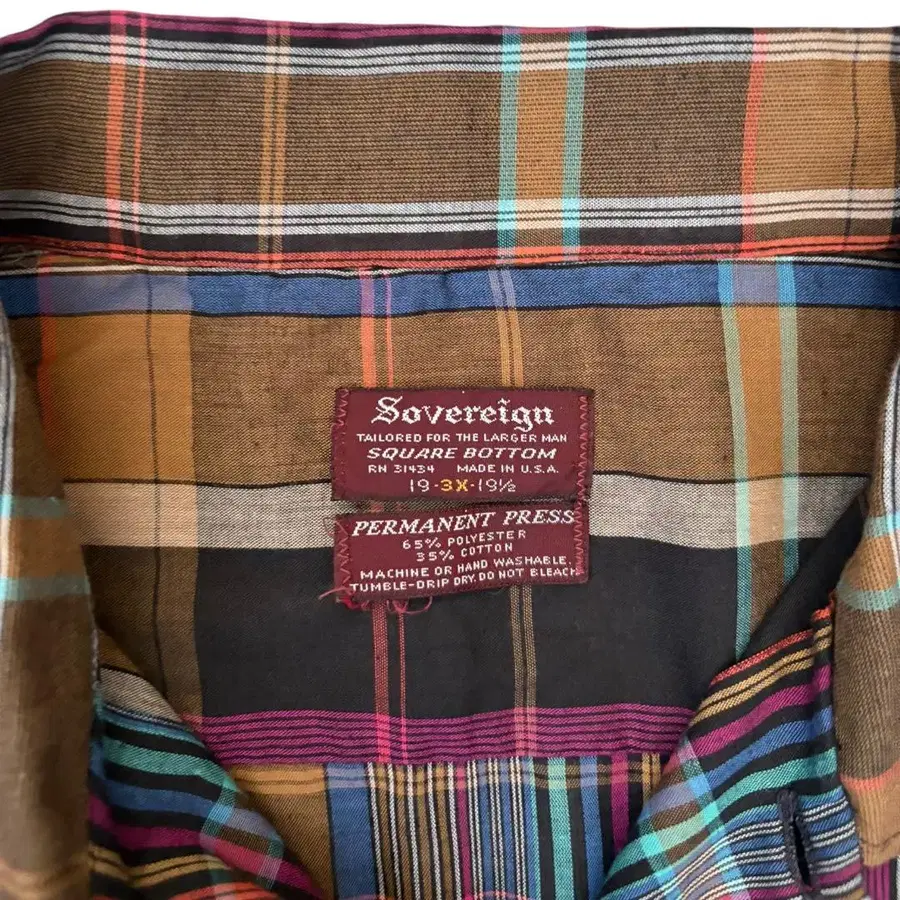 Sovereign
TAILORED FOR THE LARGER MAN
SQUARE BOTTOM
RN 31434 MADE IN U.S.A.
19-3X-19½
PERMANENT PRESS
65% POLYESTER
35% COTTON
MACHINE OR HAND WASHABLE.
TUMBLE-DRIP DRY. DO NOT BLEACH